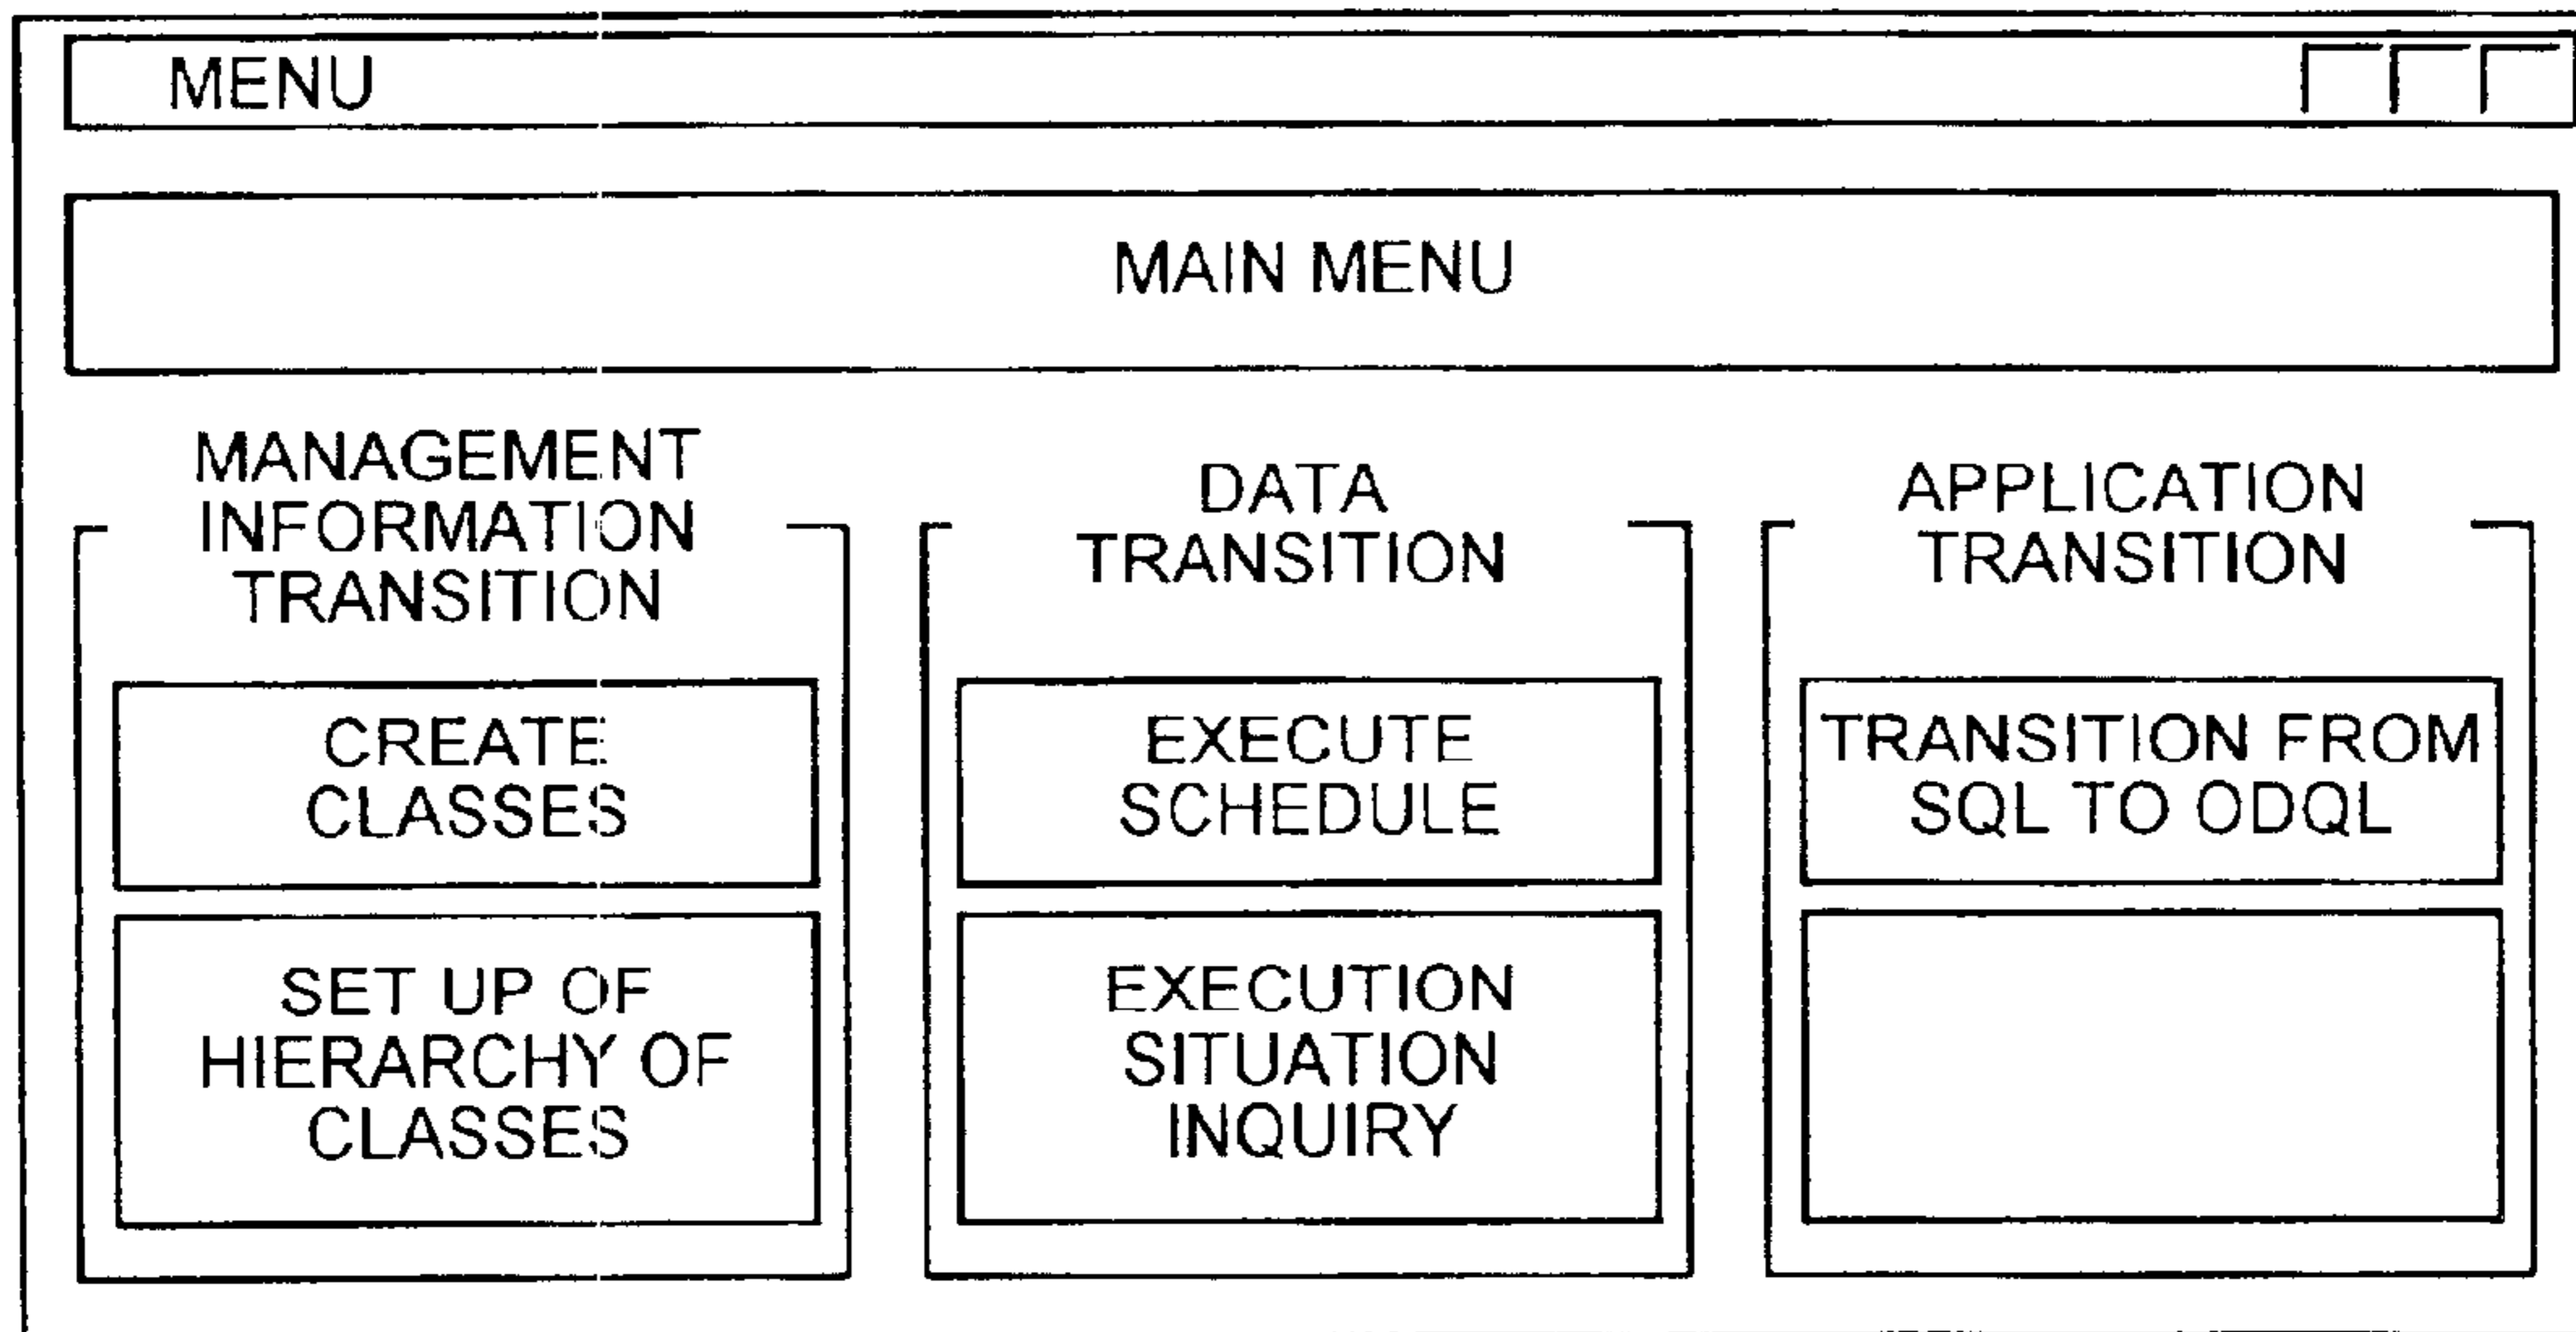 MENU
MAIN MENU
MANAGEMENT
INFORMATION
TRANSITION
CREATE
CLASSES
SET UP OF
HIERARCHY OF
CLASSES
DATA
TRANSITION
EXECUTE
SCHEDULE
EXECUTION
SITUATION
INQUIRY
APPLICATION
TRANSITION
TRANSITION FROM
SQL TO ODQL